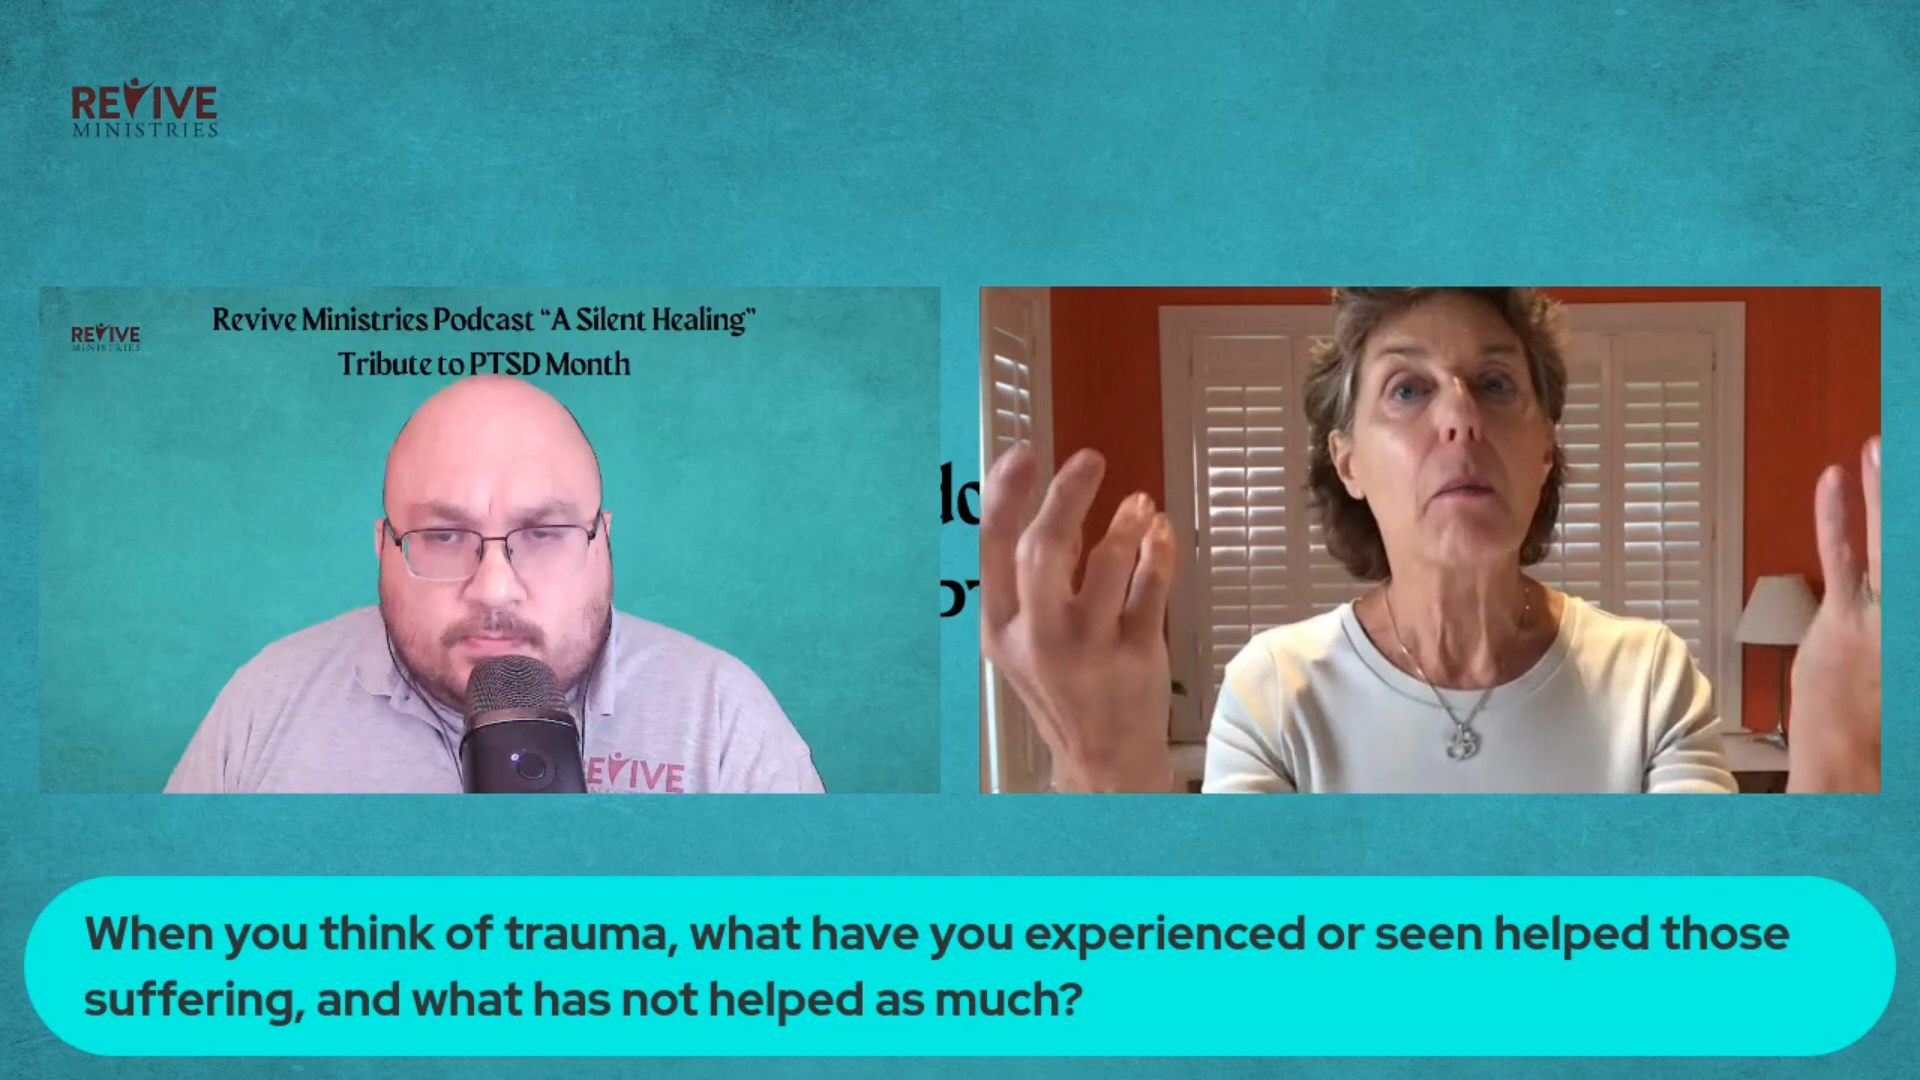 REVIVE
MINISTRIES
Revive Ministries Podcast “A Silent Healing”
REVIVE
MINISTRIES
Tribute to PTSD Month
EVIVE
When you think of trauma, what have you experienced or seen helped those
suffering, and what has not helped as much?